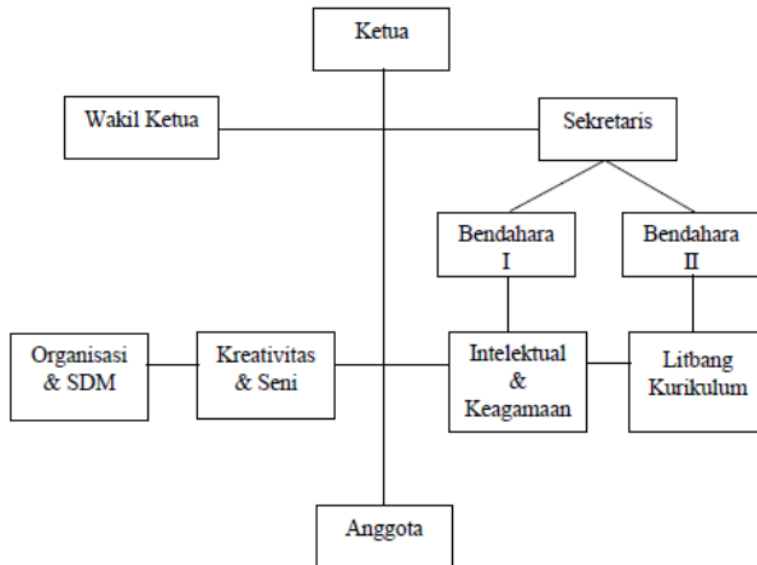 Ketua
Wakil Ketua
Sekretaris
Bendahara
I
Bendahara
II
Organisasi
& SDM
Kreativitas
& Seni
Intelektual
&
Keagamaan
Litbang
Kurikulum
Anggota